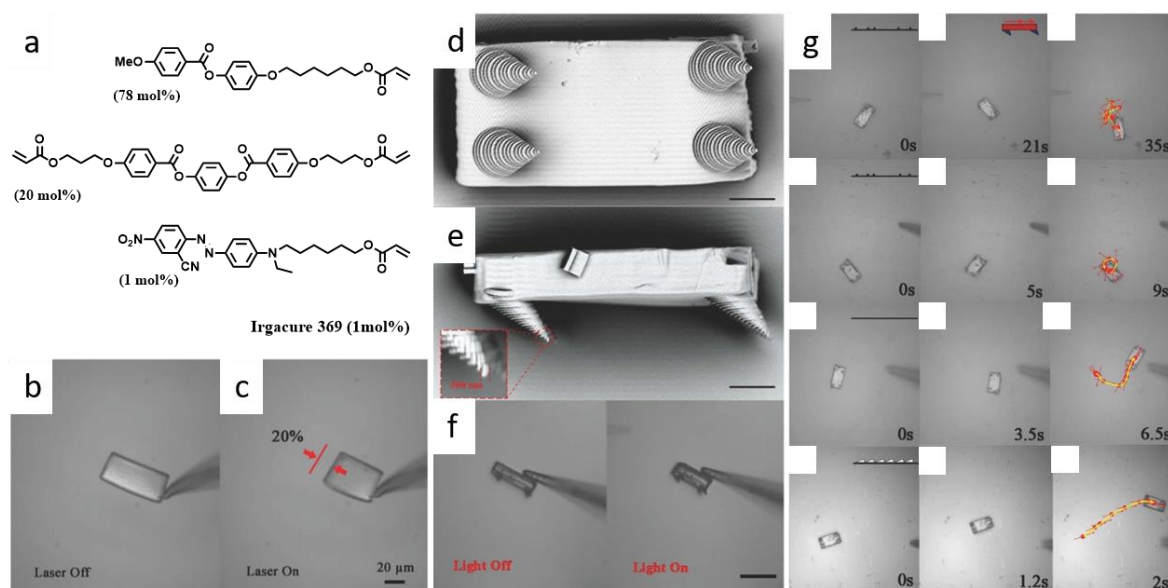 a
MeO
O
O
O
O
O
(78 mol%)
O
O
O
O
O
O
O
O
O
O
(20 mol%)
O₂N
N
N
CN
N
O
O
(1 mol%)
Irgacure 369 (1mol%)
b
Laser Off
c
20%
Laser On
20 µm
d
e
f
Light Off
Light On
g
0s
21s
35s
0s
5s
9s
0s
3.5s
6.5s
0s
1.2s
2s